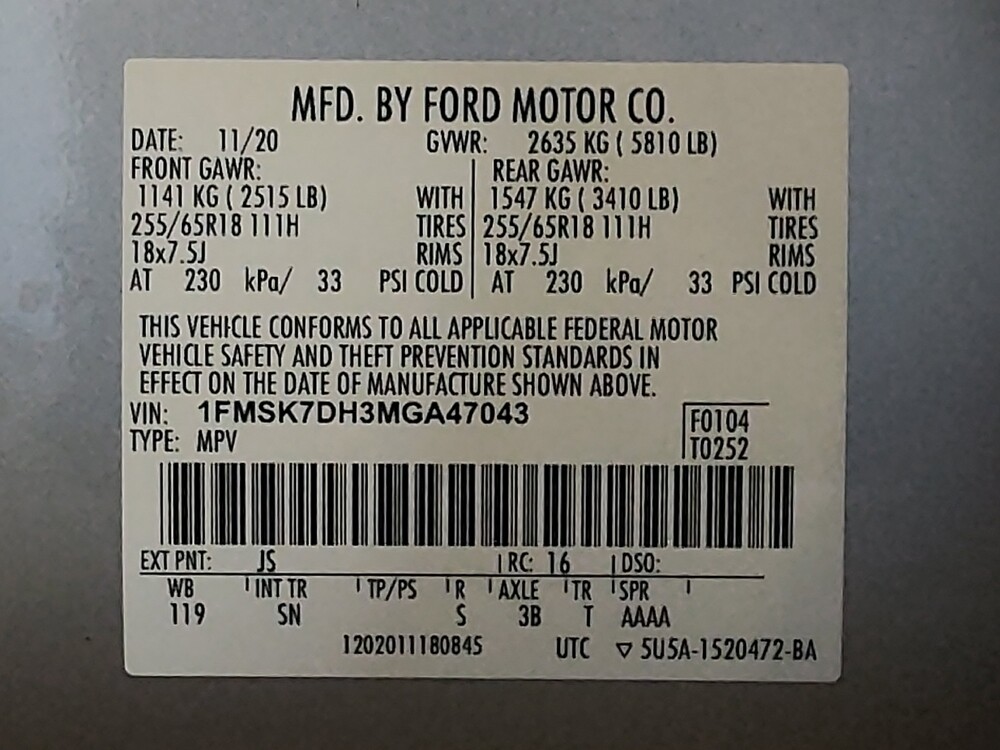 MFD. BY FORD MOTOR CO.
DATE: 11/20 GVWR: 2635 KG ( 5810 LB)
FRONT GAWR: REAR GAWR:
1141 KG ( 2515 LB) WITH 1547 KG ( 3410 LB) WITH
255/65R18 111H TIRES 255/65R18 111H TIRES
18x7.5J RIMS 18x7.5J RIMS
AT 230 kPa/ 33 PSI COLD AT 230 kPa/ 33 PSI COLD
THIS VEHICLE CONFORMS TO ALL APPLICABLE FEDERAL MOTOR
VEHICLE SAFETY AND THEFT PREVENTION STANDARDS IN
EFFECT ON THE DATE OF MANUFACTURE SHOWN ABOVE.
VIN: 1FMSK7DH3MGA47043 F0104
TYPE: MPV T0252
EXT PNT: JS RC: 16 DSO:
WB INT TR TP/PS R AXLE TR SPR
119 SN S 3B T AAAA
1202011180845 UTC ▽ 5U5A-1520472-BA